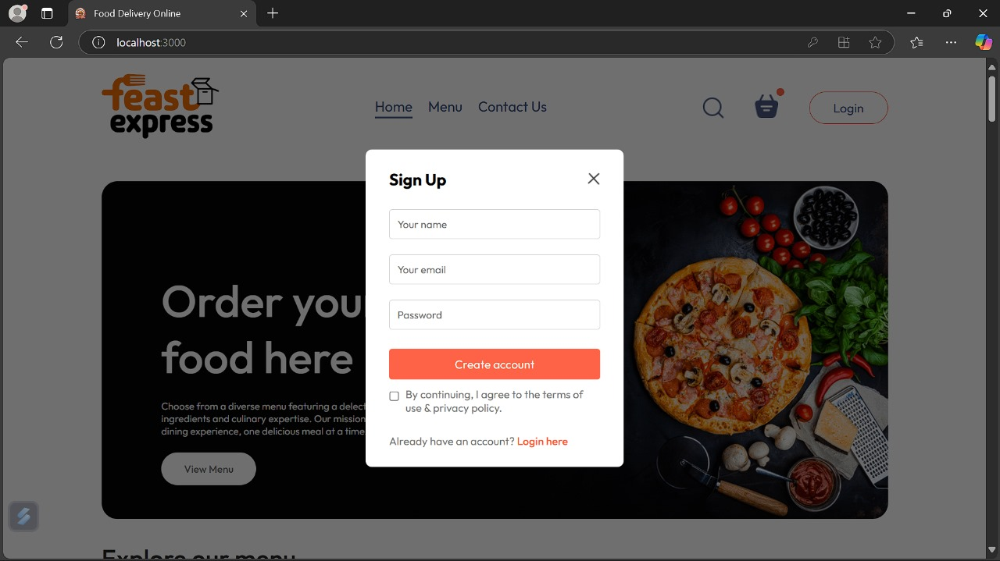 Food Delivery Online
localhost:3000
feast
express
Home Menu Contact Us
Login
Sign Up
Your name
Your email
Password
Create account
By continuing, I agree to the terms of
use & privacy policy.
Already have an account? Login here
Order your
food here
Choose from a diverse menu featuring a delect
ingredients and culinary expertise. Our mission
dining experience, one delicious meal at a time.
View Menu
Explore our menu